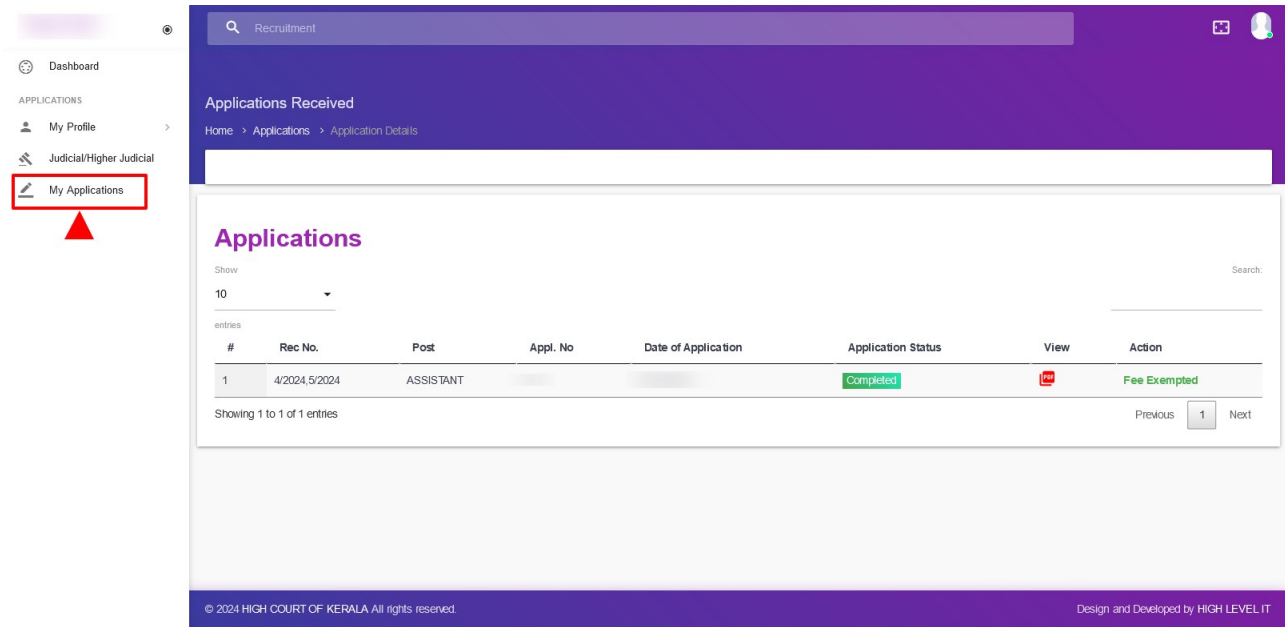 Recruitment
Dashboard
APPLICATIONS
My Profile
Judicial/Higher Judicial
My Applications
Applications Received
Home > Applications > Application Details
Applications
Show
Search:
10
entries
# Rec No. Post Appl. No Date of Application Application Status View Action
1 4/2024,5/2024 ASSISTANT Completed PDF Fee Exempted
Showing 1 to 1 of 1 entries
Previous 1 Next
© 2024 HIGH COURT OF KERALA All rights reserved.
Design and Developed by HIGH LEVEL IT